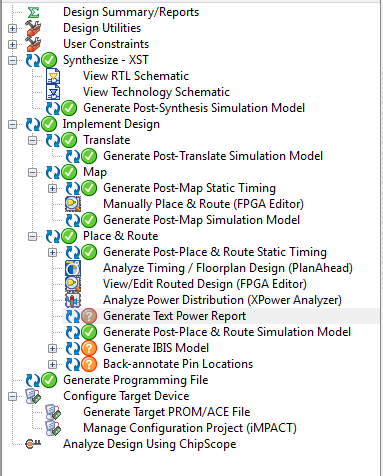 Design Summary/Reports
Design Utilities
User Constraints
Synthesize - XST
View RTL Schematic
View Technology Schematic
Generate Post-Synthesis Simulation Model
Implement Design
Translate
Generate Post-Translate Simulation Model
Map
Generate Post-Map Static Timing
Manually Place & Route (FPGA Editor)
Generate Post-Map Simulation Model
Place & Route
Generate Post-Place & Route Static Timing
Analyze Timing / Floorplan Design (PlanAhead)
View/Edit Routed Design (FPGA Editor)
Analyze Power Distribution (XPower Analyzer)
Generate Text Power Report
Generate Post-Place & Route Simulation Model
Generate IBIS Model
Back-annotate Pin Locations
Generate Programming File
Configure Target Device
Generate Target PROM/ACE File
Manage Configuration Project (iMPACT)
Analyze Design Using ChipScope